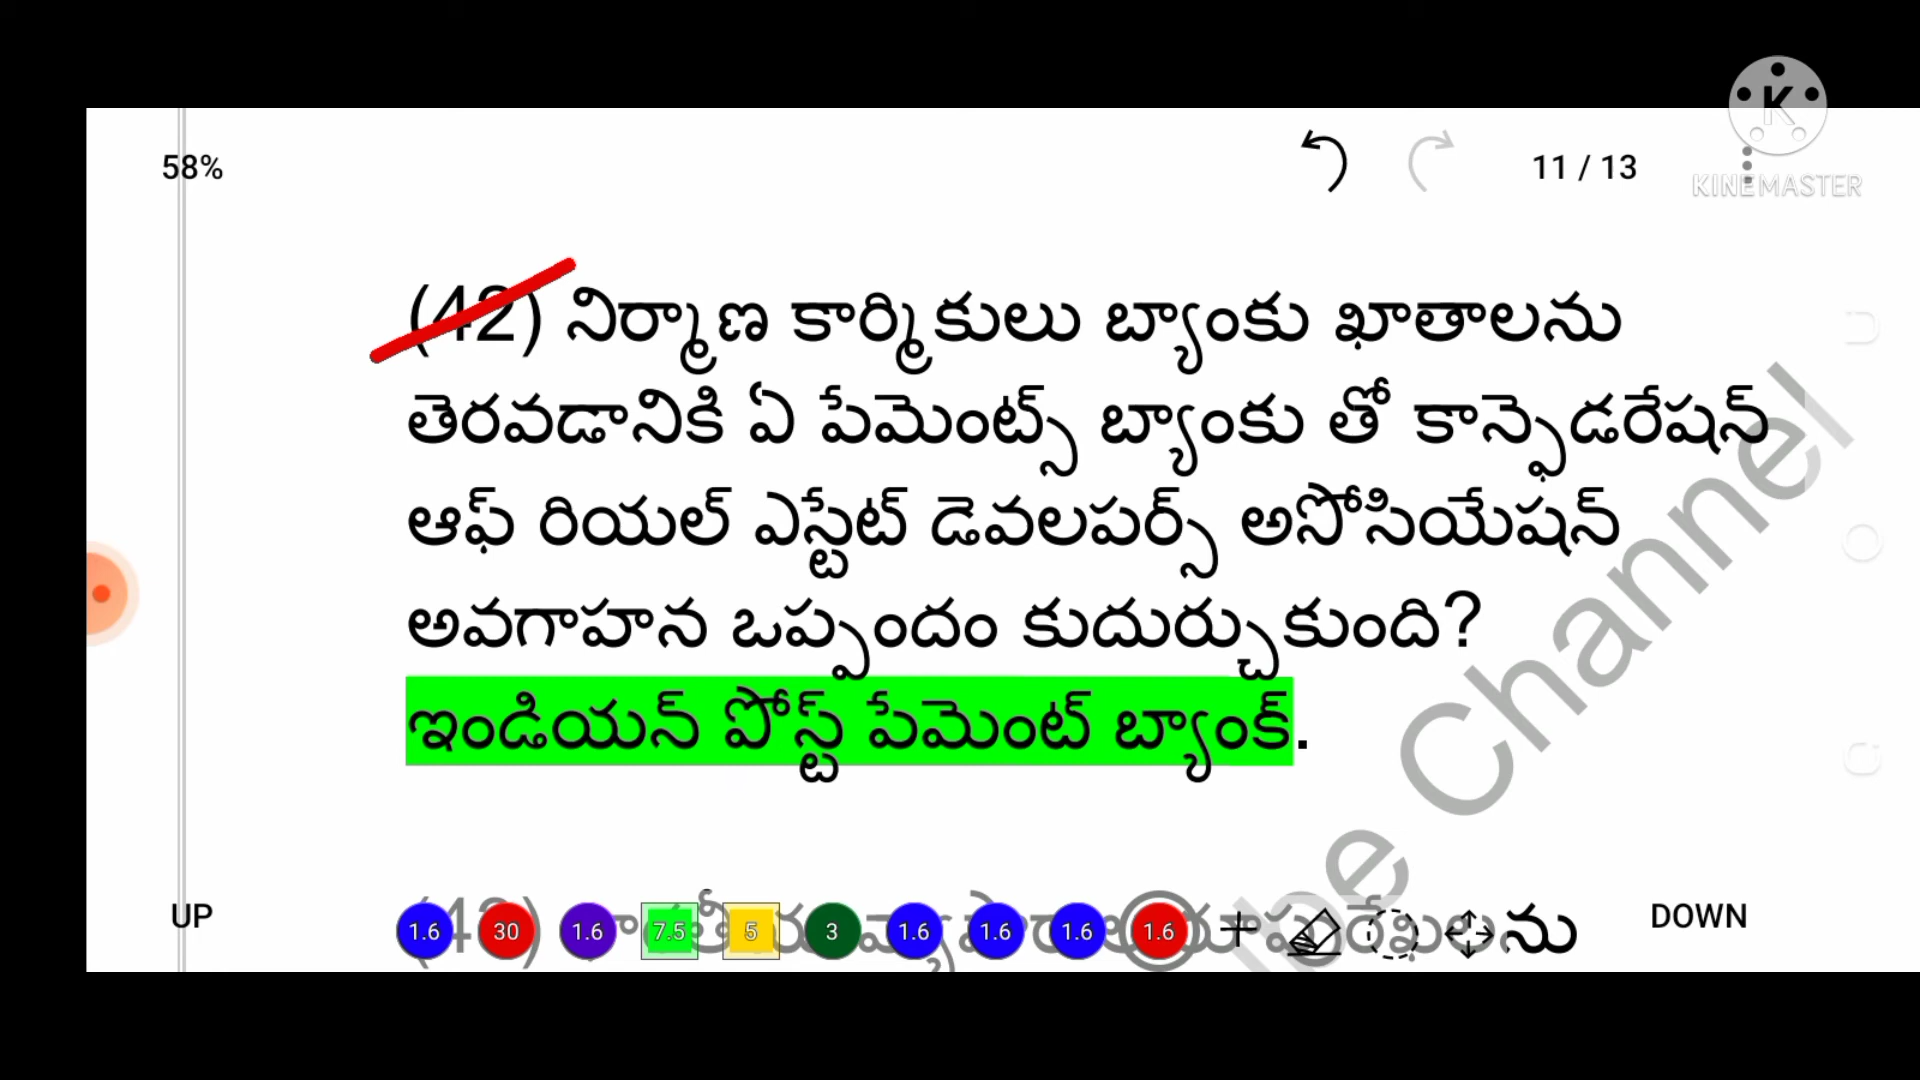 58%
11 / 13
KINEMASTER
(42) నిర్మాణ కార్మికులు బ్యాంకు ఖాతాలను
తెరవడానికి ఏ పేమెంట్స్ బ్యాంకు తో కాన్ఫెడరేషన్
ఆఫ్ రియల్ ఎస్టేట్ డెవలపర్స్ అసోసియేషన్
అవగాహన ఒప్పందం కుదుర్చుకుంది?
ఇండియన్ పోస్ట్ పేమెంట్ బ్యాంక్.
Channel
UP
1.6 30 1.6 7.5 5 3 1.6 1.6 1.6 1.6
DOWN